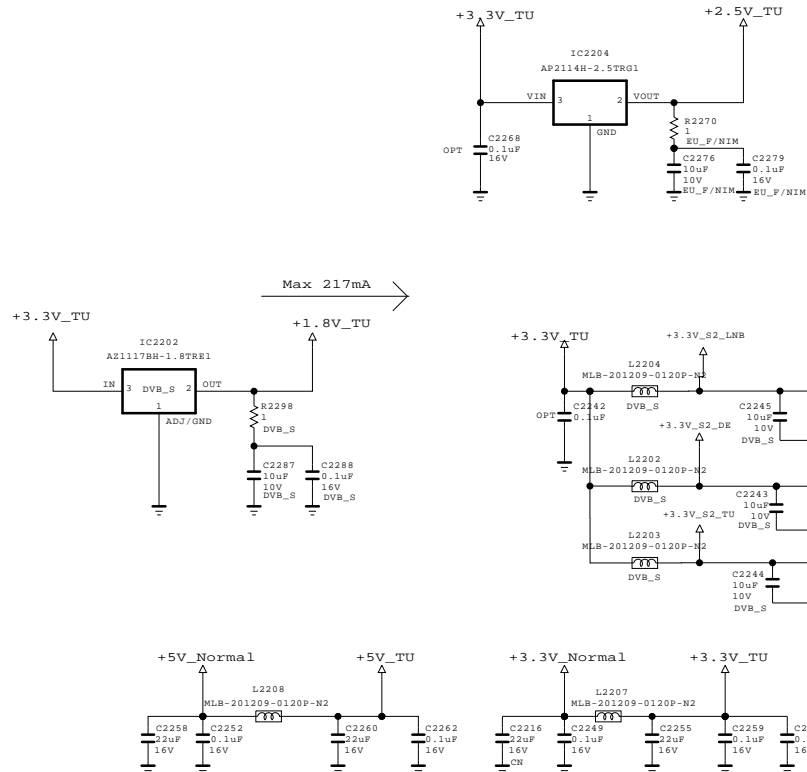 +3.3V_TU
+2.5V_TU
IC2204
AP2114H-2.5TRG1
VIN
3
2
VOUT
1
GND
R2270
1
EU_F/NIM
C2268
0.1uF
16V
OPT
C2276
10uF
10V
EU_F/NIM
C2279
0.1uF
16V
EU_F/NIM
Max 217mA
+3.3V_TU
+1.8V_TU
IC2202
AZ1117BH-1.8TRE1
IN
3
DVB_S
2
OUT
1
ADJ/GND
R2298
1
DVB_S
C2287
10uF
10V
DVB_S
C2288
0.1uF
16V
DVB_S
+3.3V_TU
+3.3V_S2_LNB
L2204
MLB-201209-0120P-N2
DVB_S
C2242
0.1uF
OPT
C2245
10uF
10V
DVB_S
+3.3V_S2_DE
L2202
MLB-201209-0120P-N2
DVB_S
C2243
10uF
10V
DVB_S
+3.3V_S2_TU
L2203
MLB-201209-0120P-N2
DVB_S
C2244
10uF
10V
DVB_S
+5V_Normal
+5V_TU
L2208
MLB-201209-0120P-N2
C2258
22uF
16V
C2252
0.1uF
16V
C2260
22uF
16V
C2262
0.1uF
16V
+3.3V_Normal
+3.3V_TU
L2207
MLB-201209-0120P-N2
C2216
22uF
16V
CN
C2249
0.1uF
16V
C2255
22uF
16V
C2259
0.1uF
16V